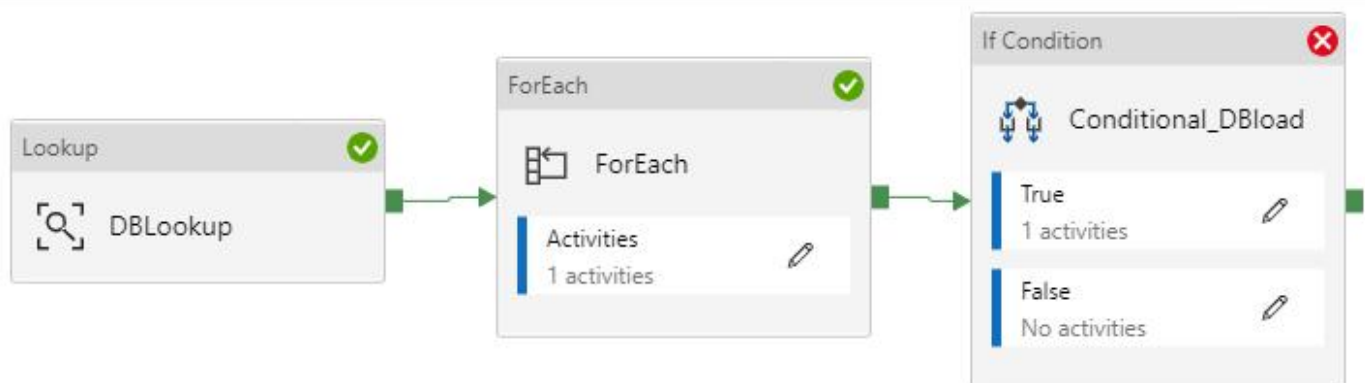 Lookup
DBLookup
ForEach
ForEach
Activities
1 activities
If Condition
Conditional_DBload
True
1 activities
False
No activities